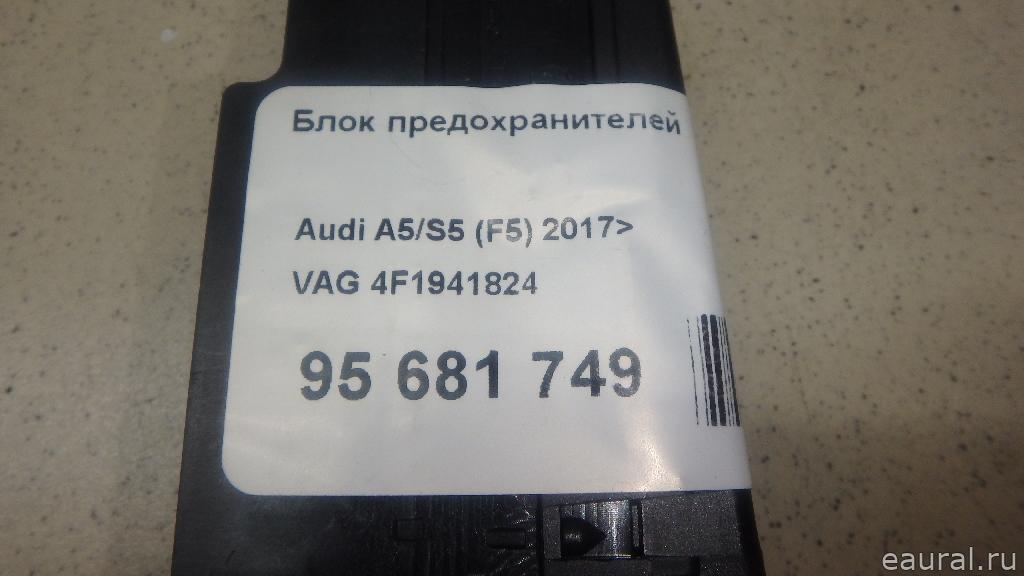 Блок предохранителей
Audi A5/S5 (F5) 2017>
VAG 4F1941824
95 681 749
eaural.ru